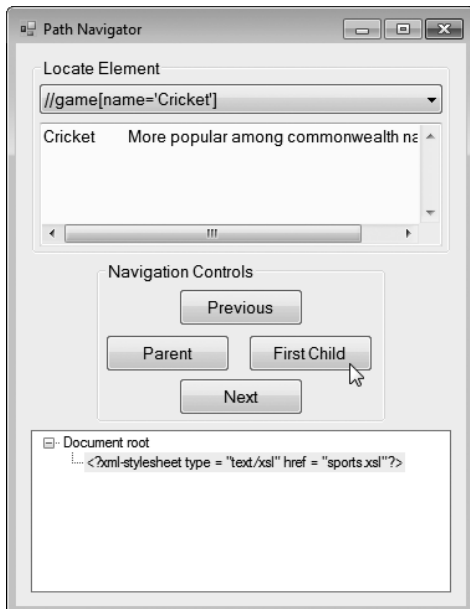 Path Navigator
Locate Element
//game[name='Cricket']
Cricket More popular among commonwealth na
Navigation Controls
Previous
Parent First Child
Next
Document root
<?xml-stylesheet type = "text/xsl" href = "sports.xsl"?>